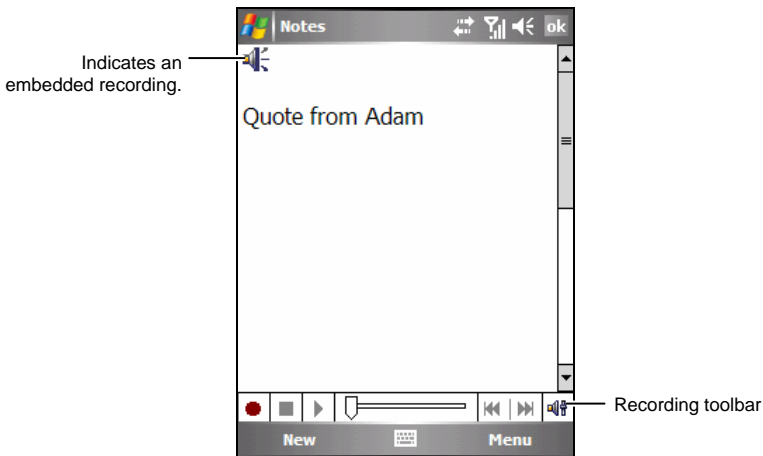 Notes
ok
Indicates an
embedded recording.
Quote from Adam
Recording toolbar
New
Menu